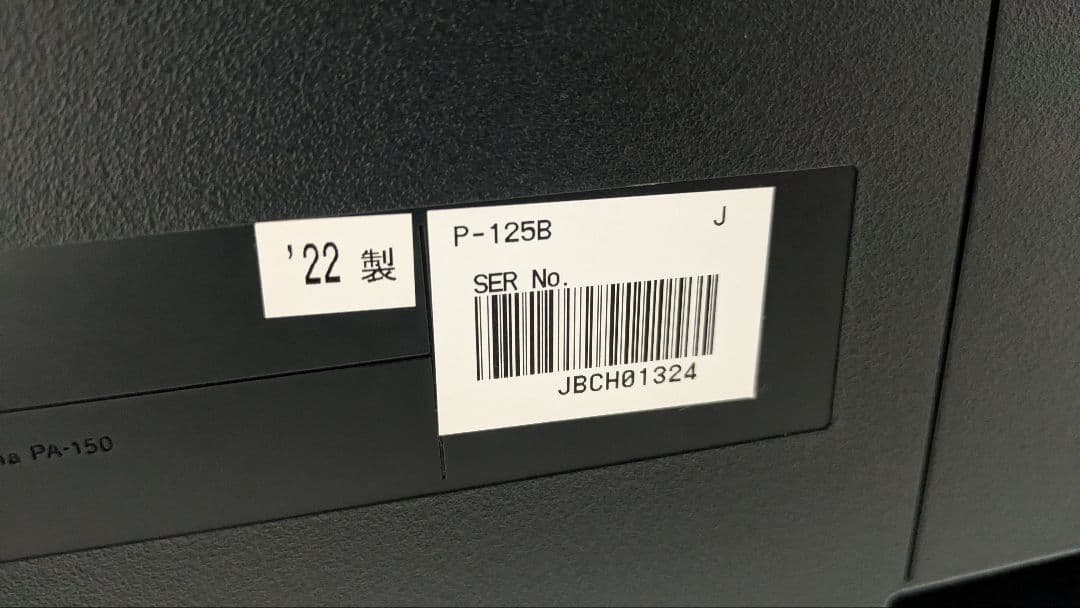 '22 製
P-125B J
SER No.
JBCH01324
PA-150